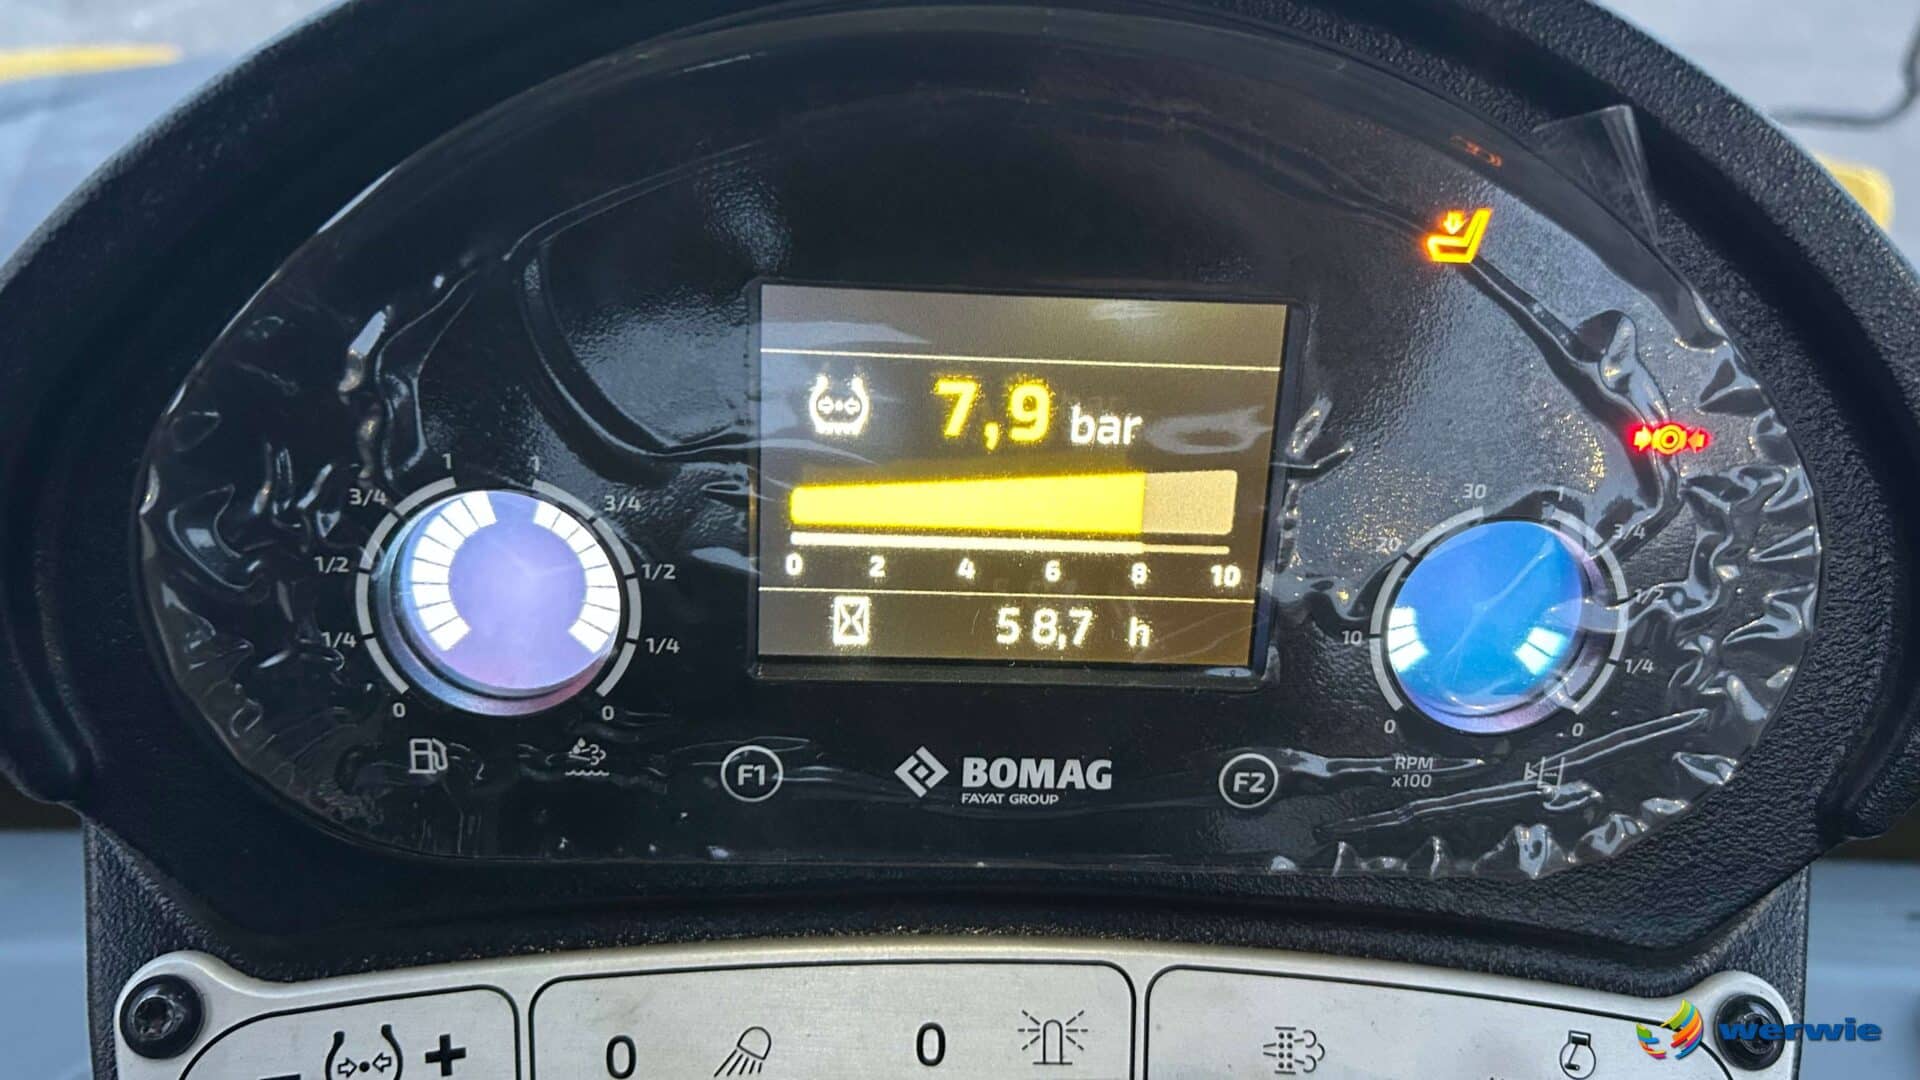 7,9 bar
0 2 4 6 8 10
58,7 h
1 1
3/4 3/4
1/2 1/2
1/4 1/4
0 0
30 1
20 3/4
1/2
10 1/4
0 0
F1
BOMAG
FAYAT GROUP
F2
RPM
x100
- + 0 0
werwie